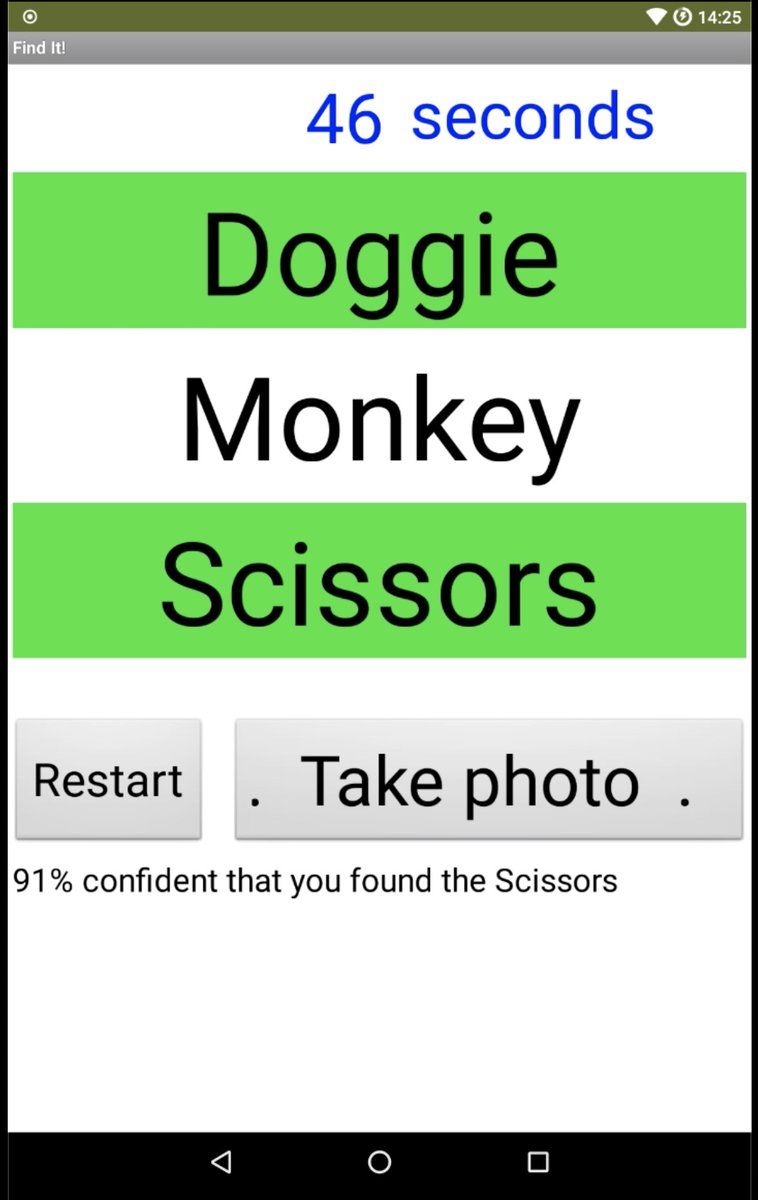 14:25
Find It!
46 seconds
Doggie
Monkey
Scissors
Restart
. Take photo .
91% confident that you found the Scissors